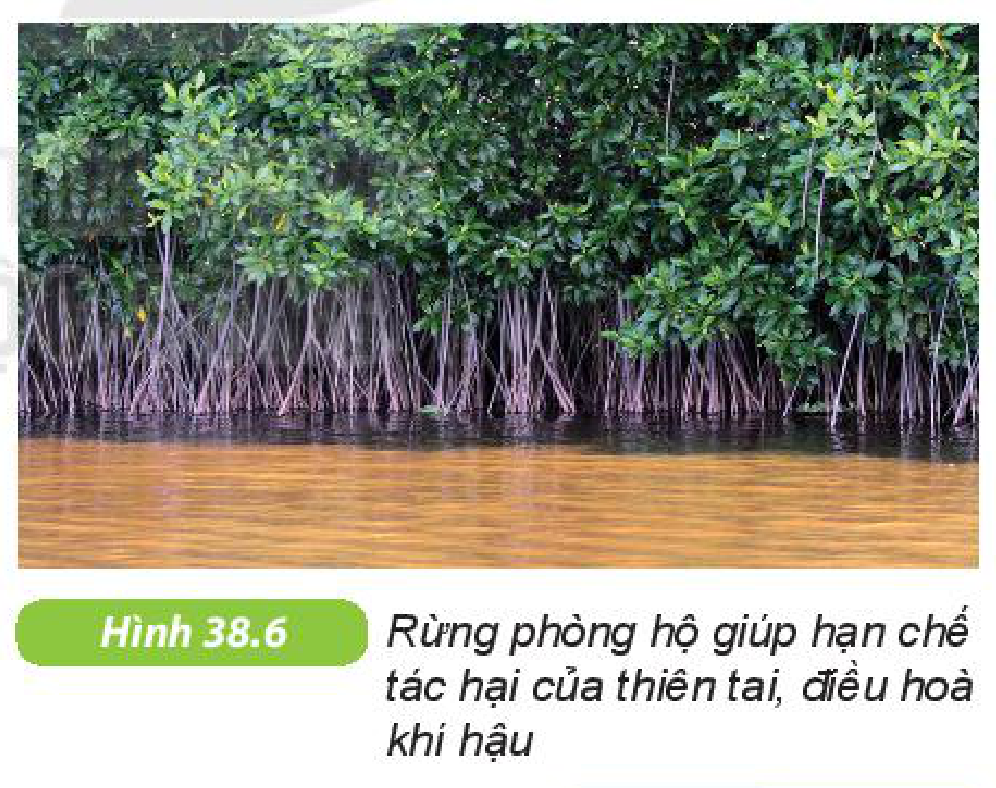 Hình 38.6
Rừng phòng hộ giúp hạn chế
tác hại của thiên tai, điều hoà
khí hậu